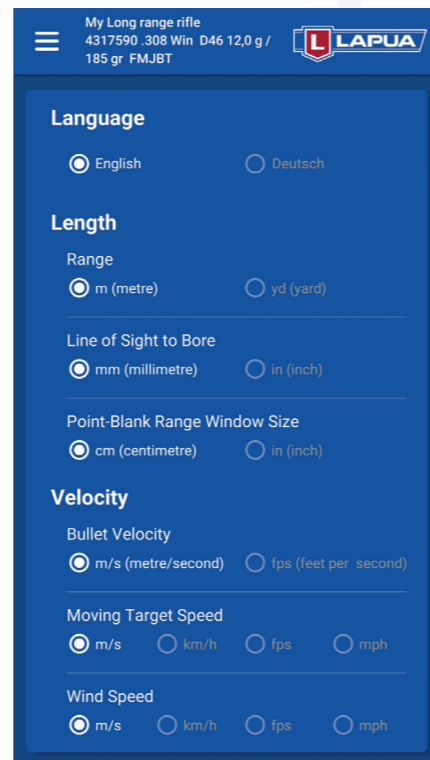 My Long range rifle
4317590 .308 Win D46 12,0 g /
185 gr FMJBT
L LAPUA
Language
English Deutsch
Length
Range
m (metre) yd (yard)
Line of Sight to Bore
mm (millimetre) in (inch)
Point-Blank Range Window Size
cm (centimetre) in (inch)
Velocity
Bullet Velocity
m/s (metre/second) fps (feet per second)
Moving Target Speed
m/s km/h fps mph
Wind Speed
m/s km/h fps mph